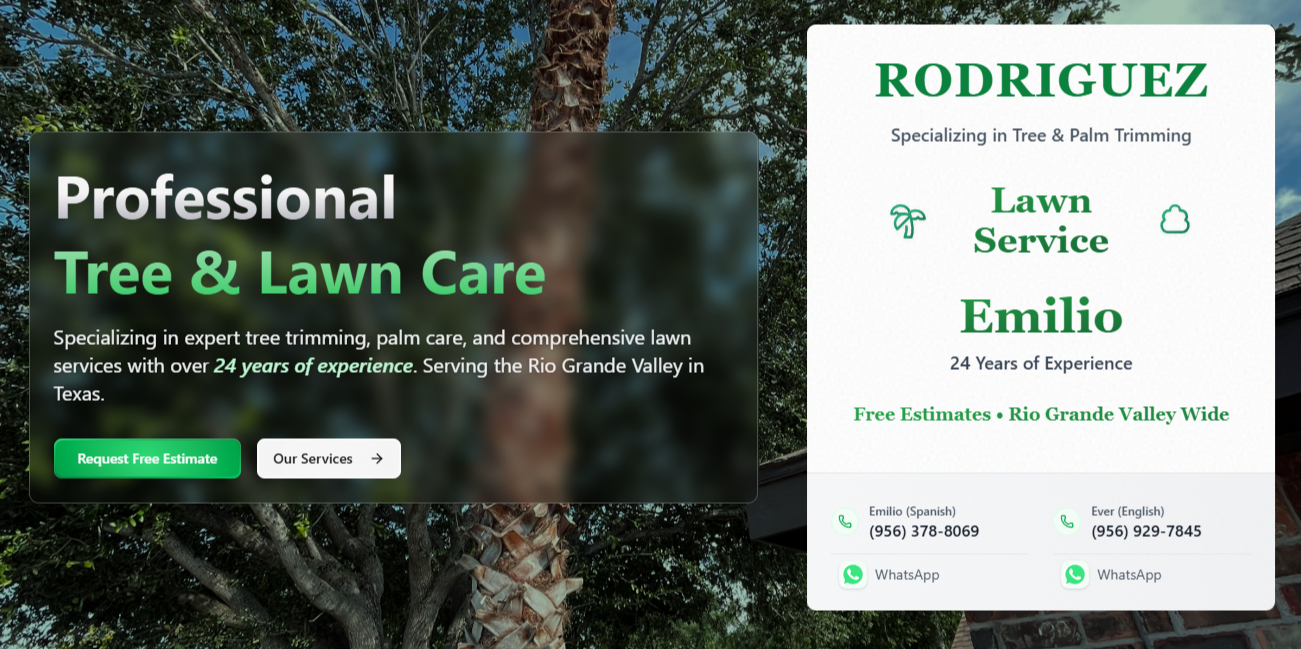 Professional
Tree & Lawn Care
Specializing in expert tree trimming, palm care, and comprehensive lawn
services with over 24 years of experience. Serving the Rio Grande Valley in
Texas.
Request Free Estimate
Our Services
RODRIGUEZ
Specializing in Tree & Palm Trimming
Lawn
Service
Emilio
24 Years of Experience
Free Estimates • Rio Grande Valley Wide
Emilio (Spanish)
(956) 378-8069
WhatsApp
Ever (English)
(956) 929-7845
WhatsApp